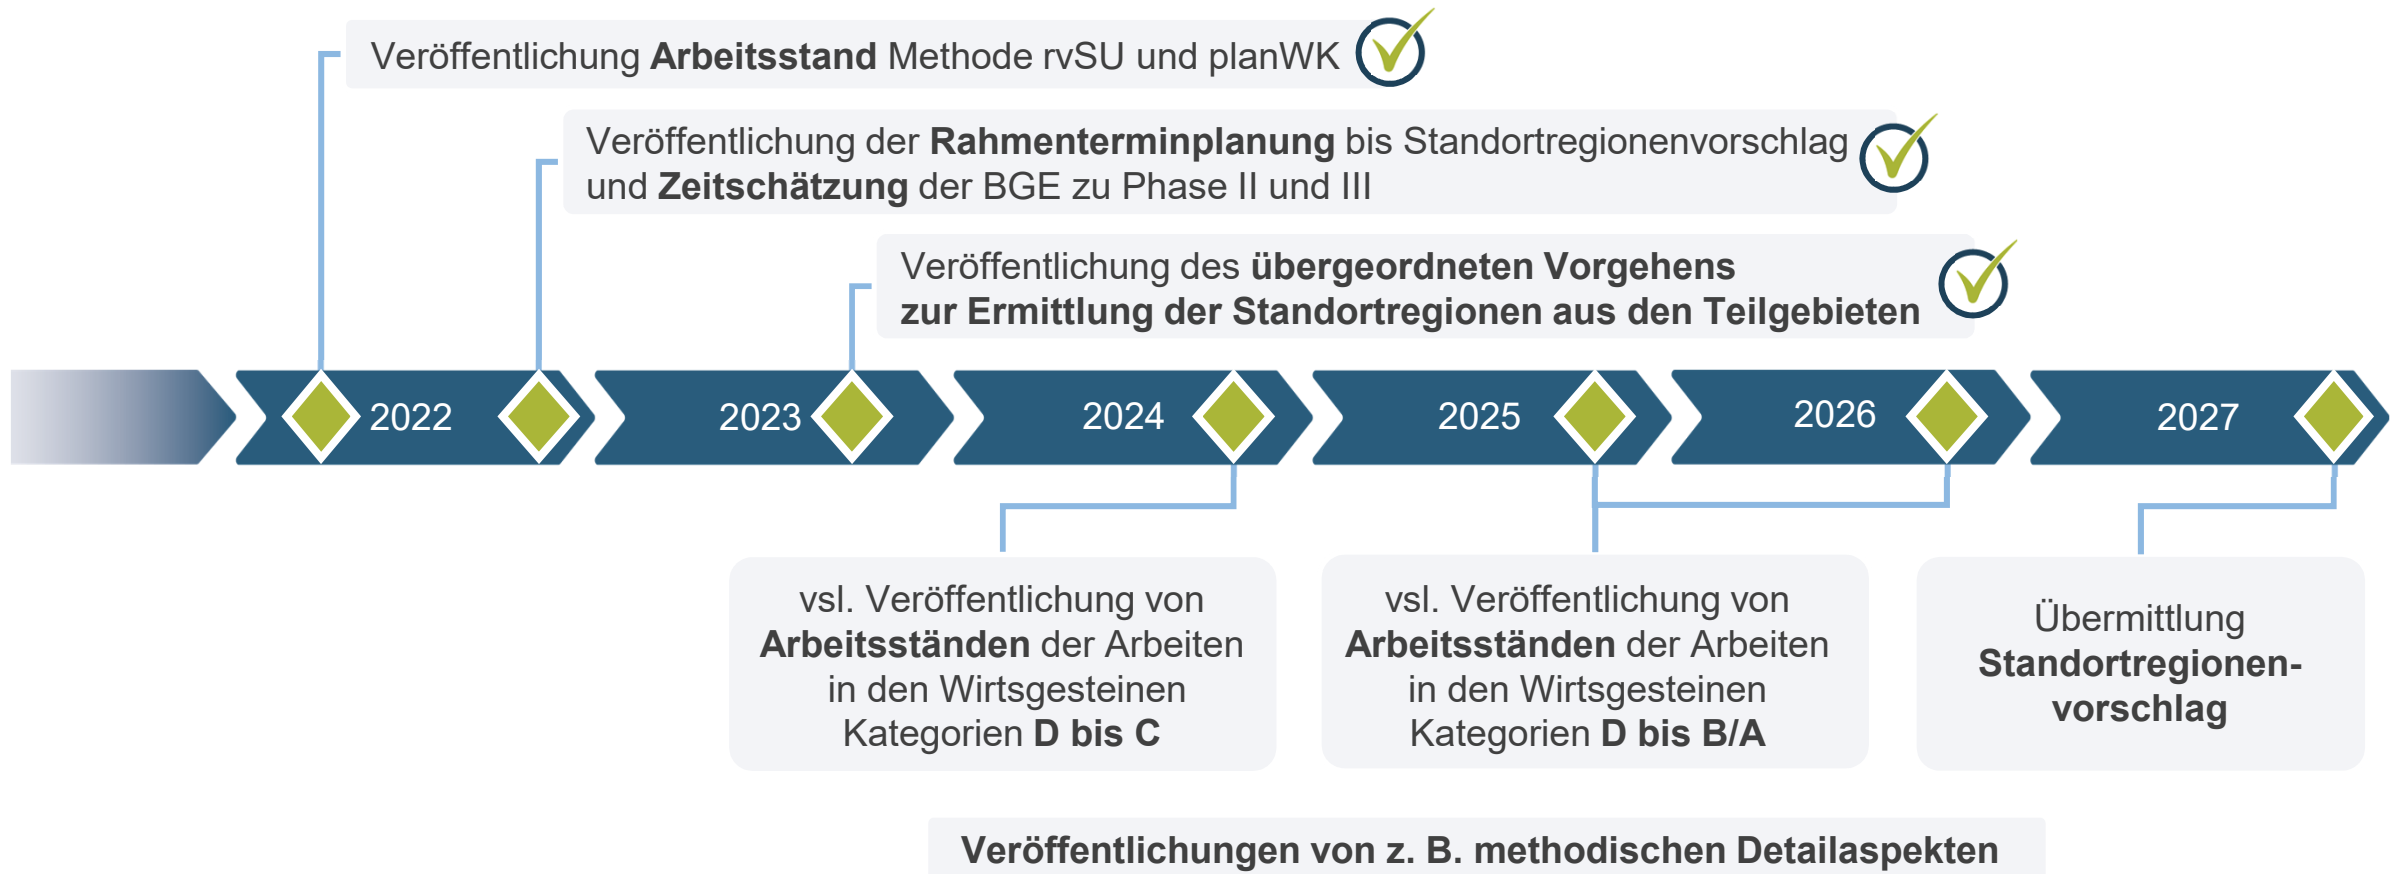 Veröffentlichung Arbeitsstand Methode rvSU und planWK
Veröffentlichung der Rahmenterminplanung bis Standortregionenvorschlag
und Zeitschätzung der BGE zu Phase II und III
Veröffentlichung des übergeordneten Vorgehens
zur Ermittlung der Standortregionen aus den Teilgebieten
2022
2023
2024
2025
2026
2027
vsl. Veröffentlichung von
Arbeitsständen der Arbeiten
in den Wirtsgesteinen
Kategorien D bis C
vsl. Veröffentlichung von
Arbeitsständen der Arbeiten
in den Wirtsgesteinen
Kategorien D bis B/A
Übermittlung
Standortregionen-
vorschlag
Veröffentlichungen von z. B. methodischen Detailaspekten